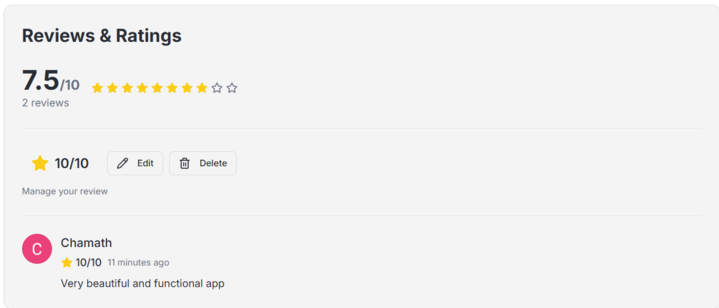 Reviews & Ratings
7.5/10
2 reviews
10/10 Edit Delete
Manage your review
C
Chamath
10/10 11 minutes ago
Very beautiful and functional app